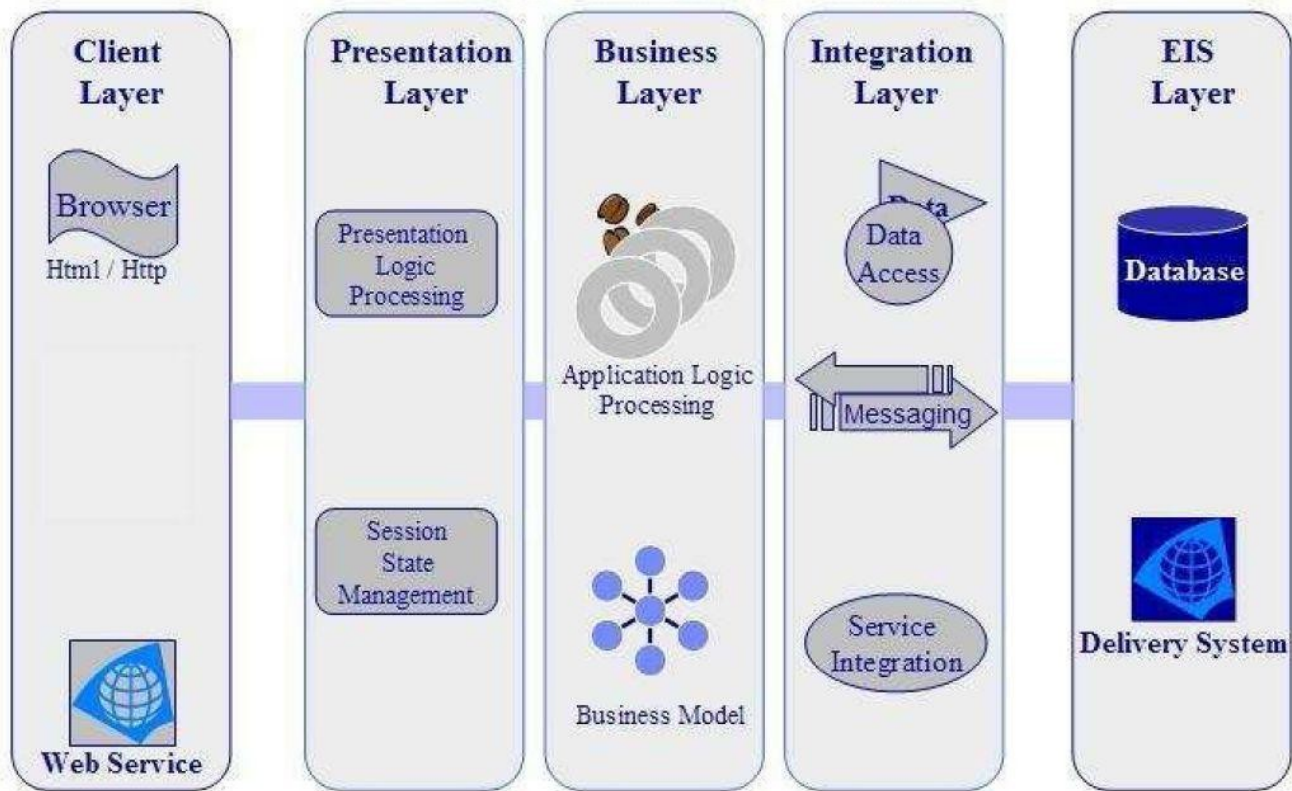 Client
Layer
Browser
Html / Http
Web Service
Presentation
Layer
Presentation
Logic
Processing
Session
State
Management
Business
Layer
Application Logic
Processing
Business Model
Integration
Layer
Data
Data
Access
Messaging
Service
Integration
EIS
Layer
Database
Delivery System